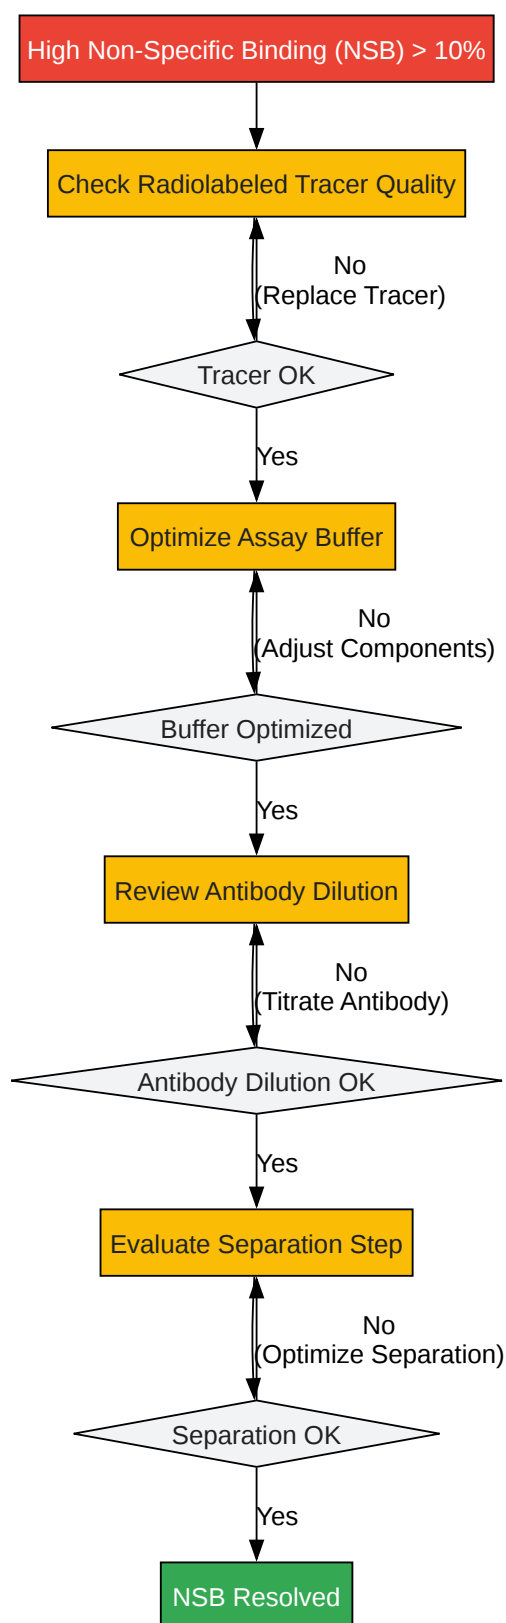 High Non-Specific Binding (NSB) > 10%
Check Radiolabeled Tracer Quality
No
(Replace Tracer)
Tracer OK
Yes
Optimize Assay Buffer
No
(Adjust Components)
Buffer Optimized
Yes
Review Antibody Dilution
No
(Titrate Antibody)
Antibody Dilution OK
Yes
Evaluate Separation Step
No
(Optimize Separation)
Separation OK
Yes
NSB Resolved